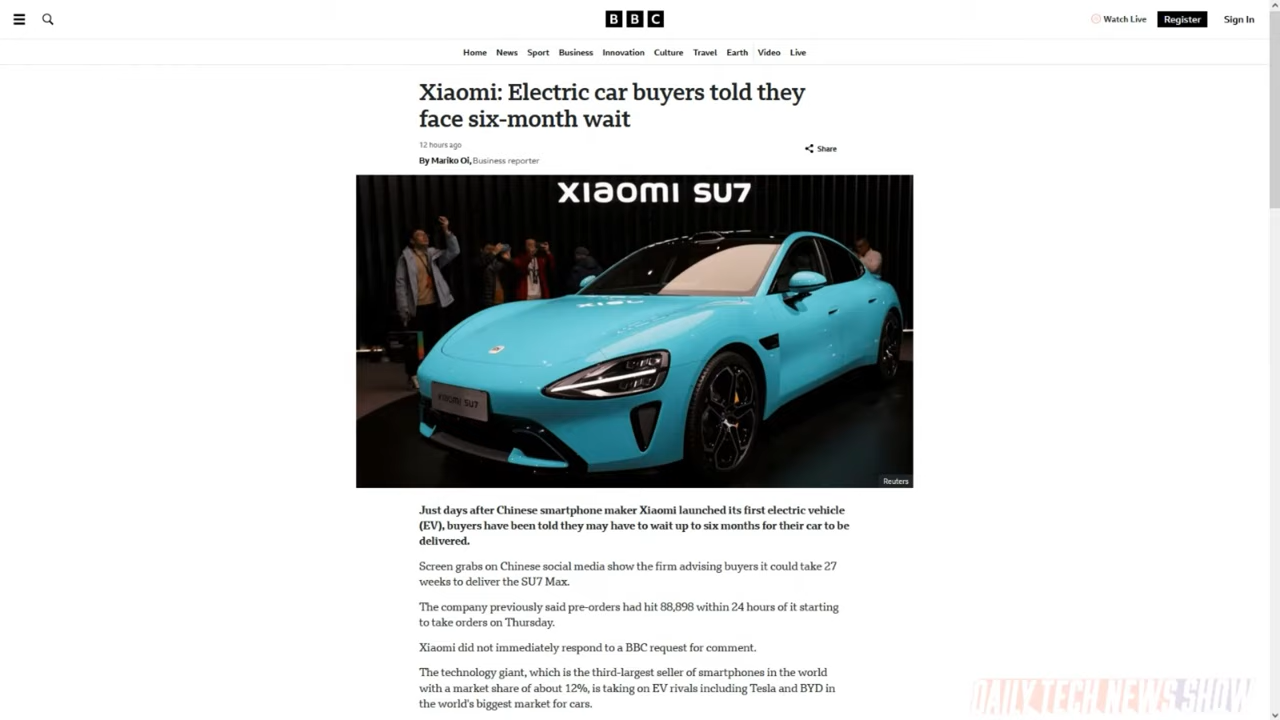 BBC
Watch Live
Register
Sign In
Home News Sport Business Innovation Culture Travel Earth Video Live
Xiaomi: Electric car buyers told they
face six-month wait
12 hours ago
Share
By Mariko Oi, Business reporter
XIAOMI SU7
XIAOMI SU7
Reuters
Just days after Chinese smartphone maker Xiaomi launched its first electric vehicle
(EV), buyers have been told they may have to wait up to six months for their car to be
delivered.
Screen grabs on Chinese social media show the firm advising buyers it could take 27
weeks to deliver the SU7 Max.
The company previously said pre-orders had hit 88,898 within 24 hours of it starting
to take orders on Thursday.
Xiaomi did not immediately respond to a BBC request for comment.
The technology giant, which is the third-largest seller of smartphones in the world
with a market share of about 12%, is taking on EV rivals including Tesla and BYD in
the world's biggest market for cars.
DAILY TECH NEWS SHOW